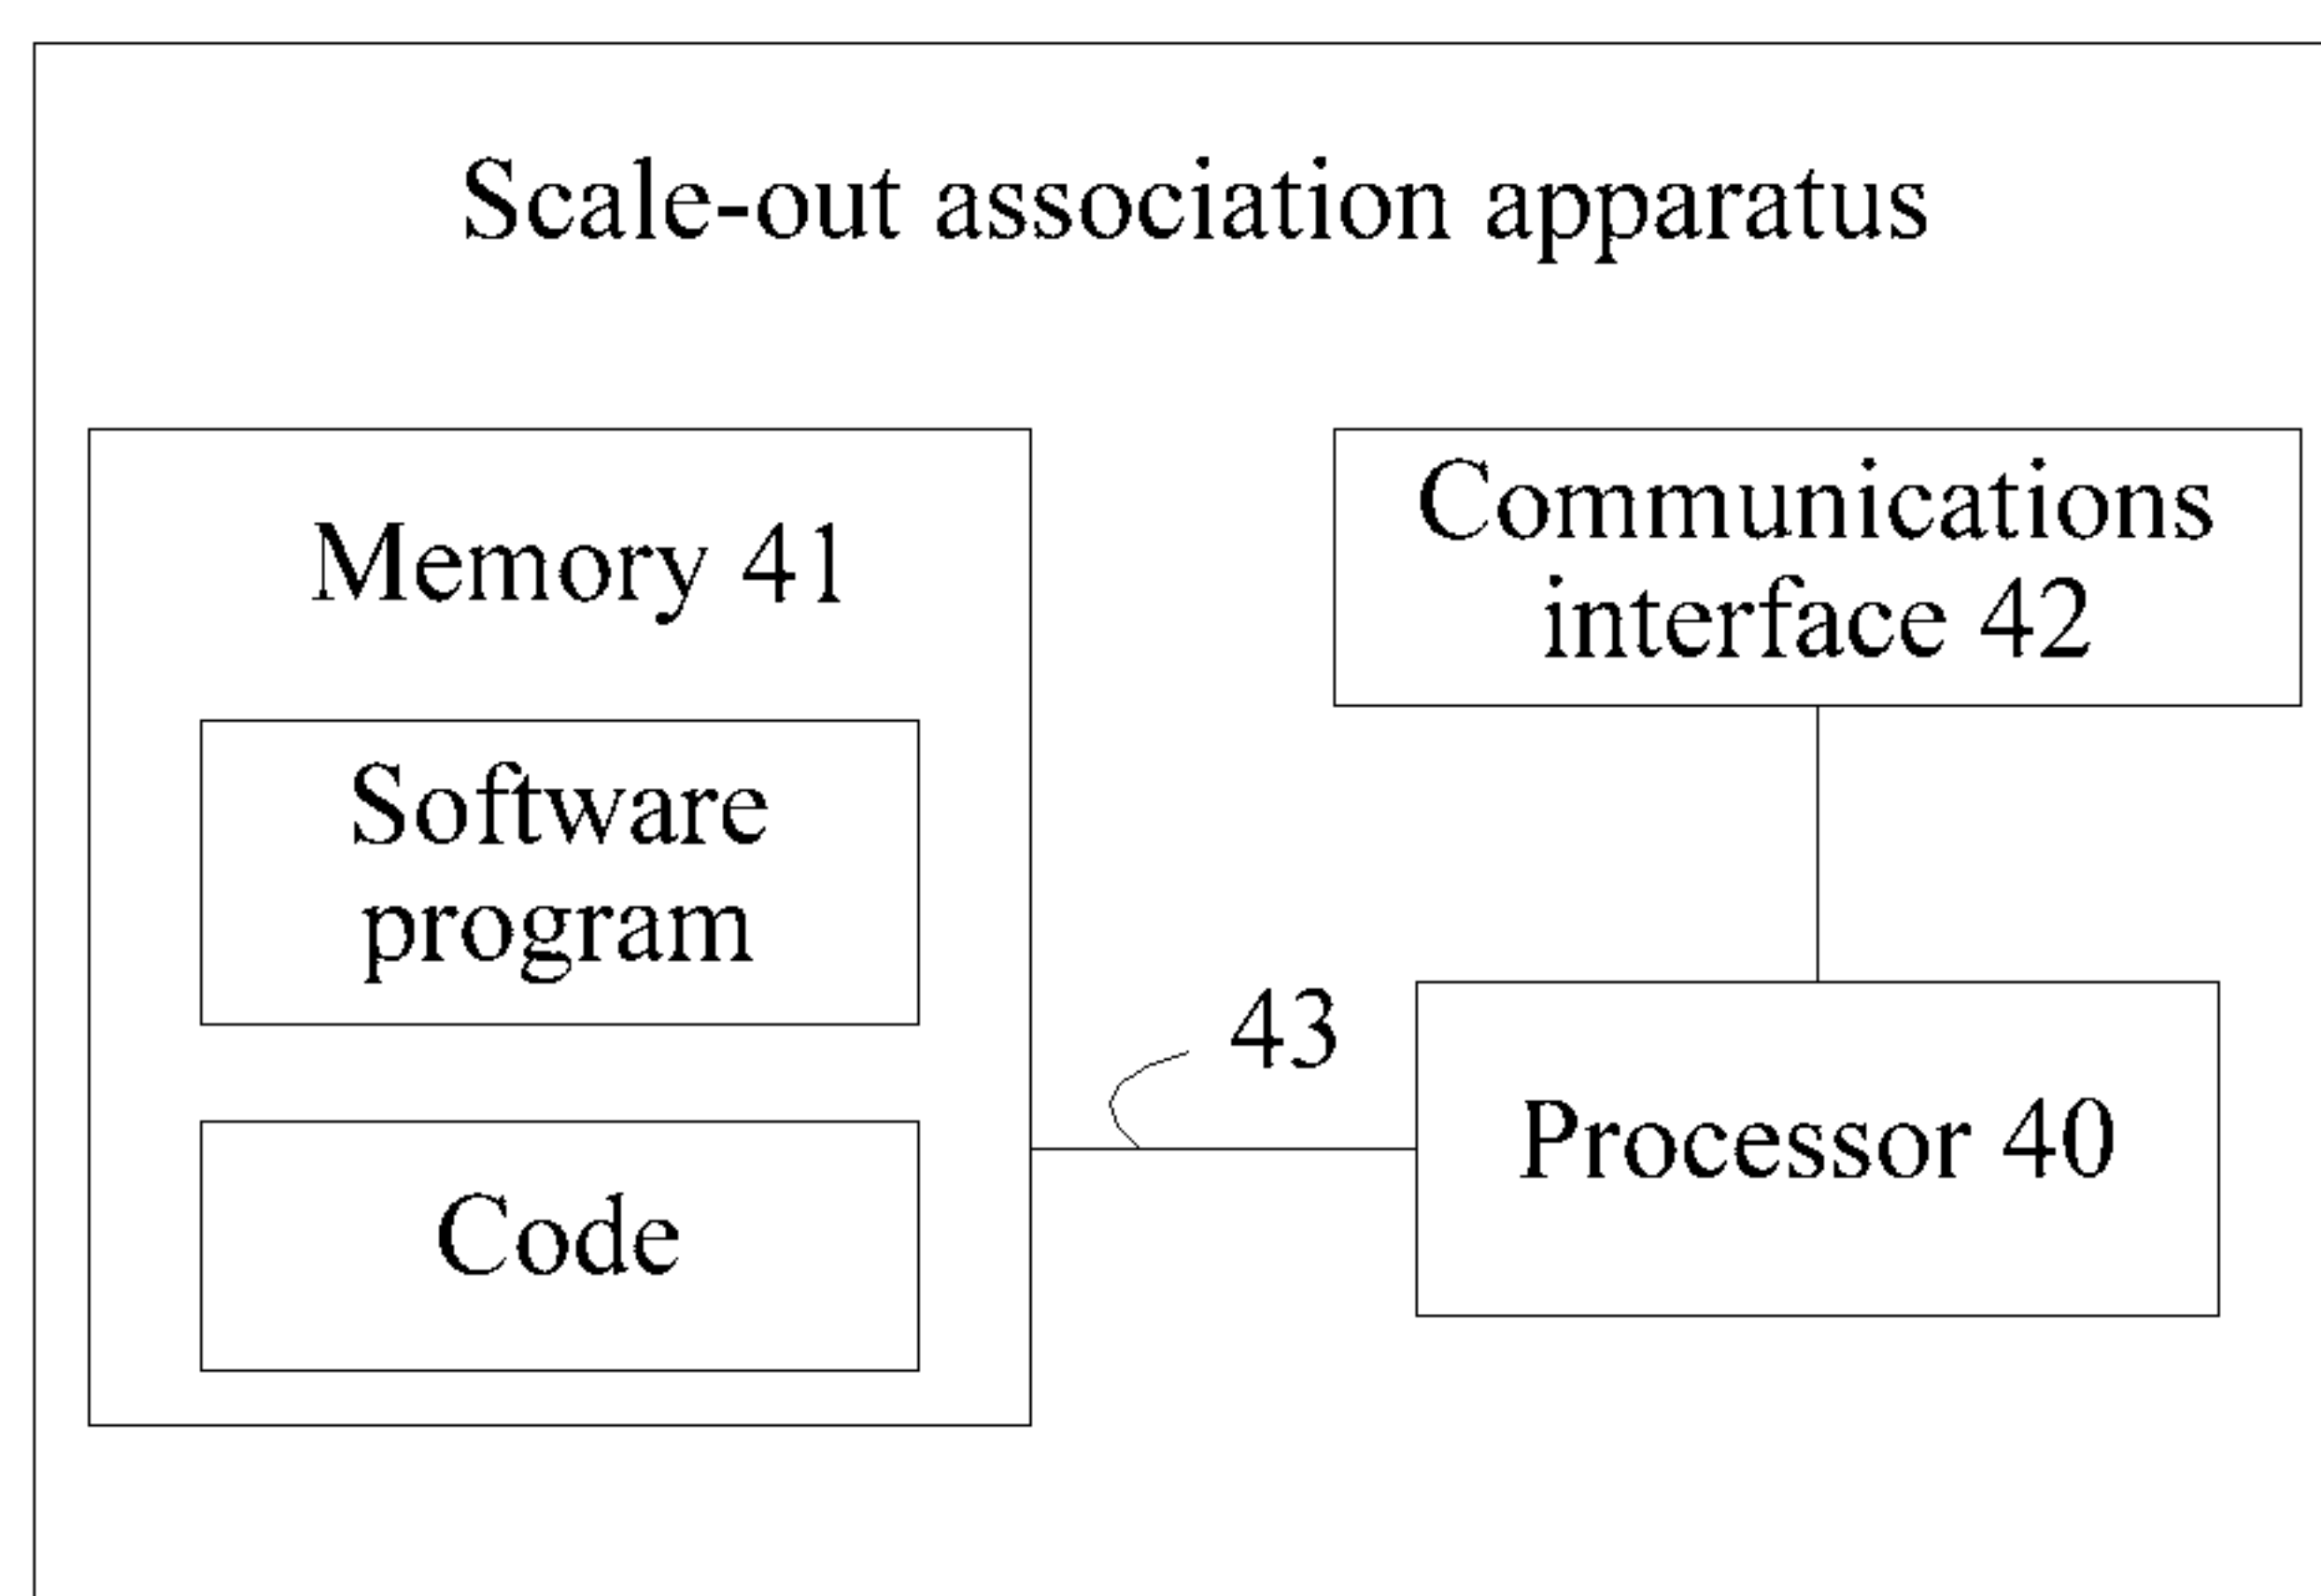 Scale-out association apparatus
Memory 41
Software
program
Code
Communications
interface 42
43
Processor 40